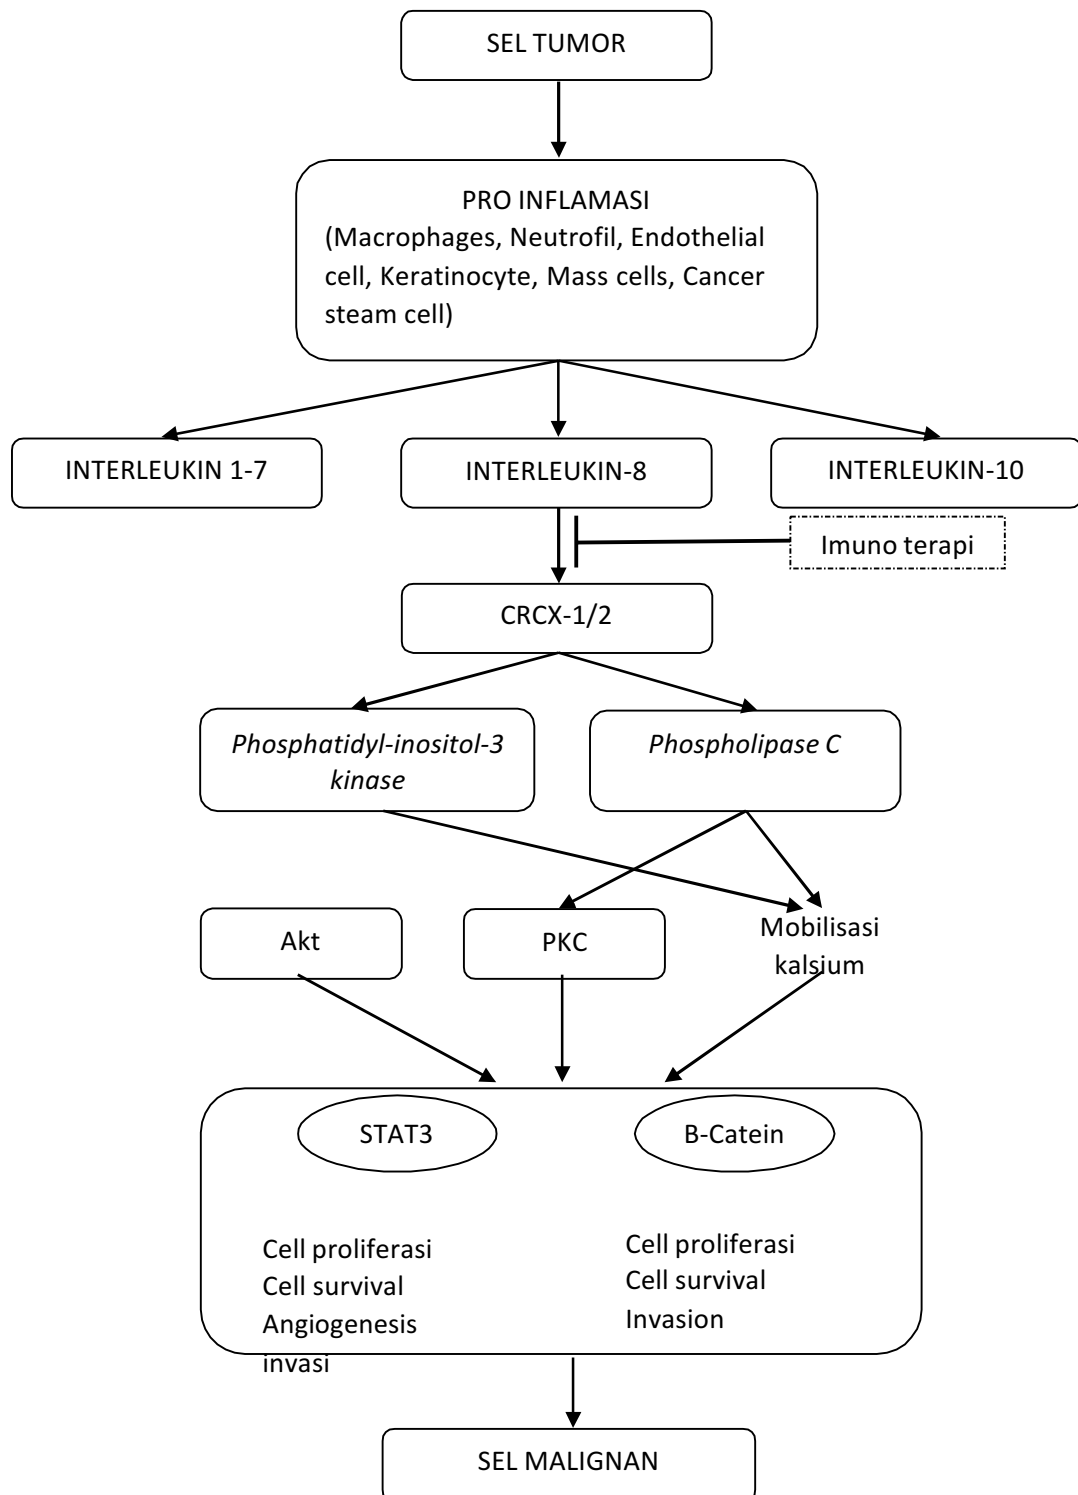 SEL TUMOR
PRO INFLAMASI
(Macrophages, Neutrofil, Endothelial
cell, Keratinocyte, Mass cells, Cancer
steam cell)
INTERLEUKIN 1-7
INTERLEUKIN-8
INTERLEUKIN-10
Imuno terapi
CRCX-1/2
Phosphatidyl-inositol-3
kinase
Phospholipase C
Akt
PKC
Mobilisasi
kalsium
STAT3
B-Catein
Cell proliferasi
Cell survival
Angiogenesis
invasi
Cell proliferasi
Cell survival
Invasion
SEL MALIGNAN